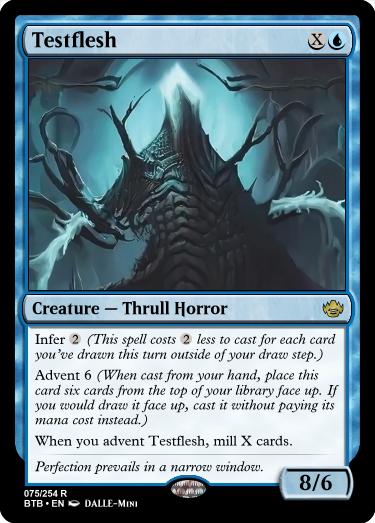 Testflesh X
Creature — Thrull Horror
Infer 2 (This spell costs 2 less to cast for each card
you've drawn this turn outside of your draw step.)
Advent 6 (When cast from your hand, place this
card six cards from the top of your library face up. If
you would draw it face up, cast it without paying its
mana cost instead.)
When you advent Testflesh, mill X cards.
Perfection prevails in a narrow window.
8/6
075/254 R
BTB • EN DALLE-Mini